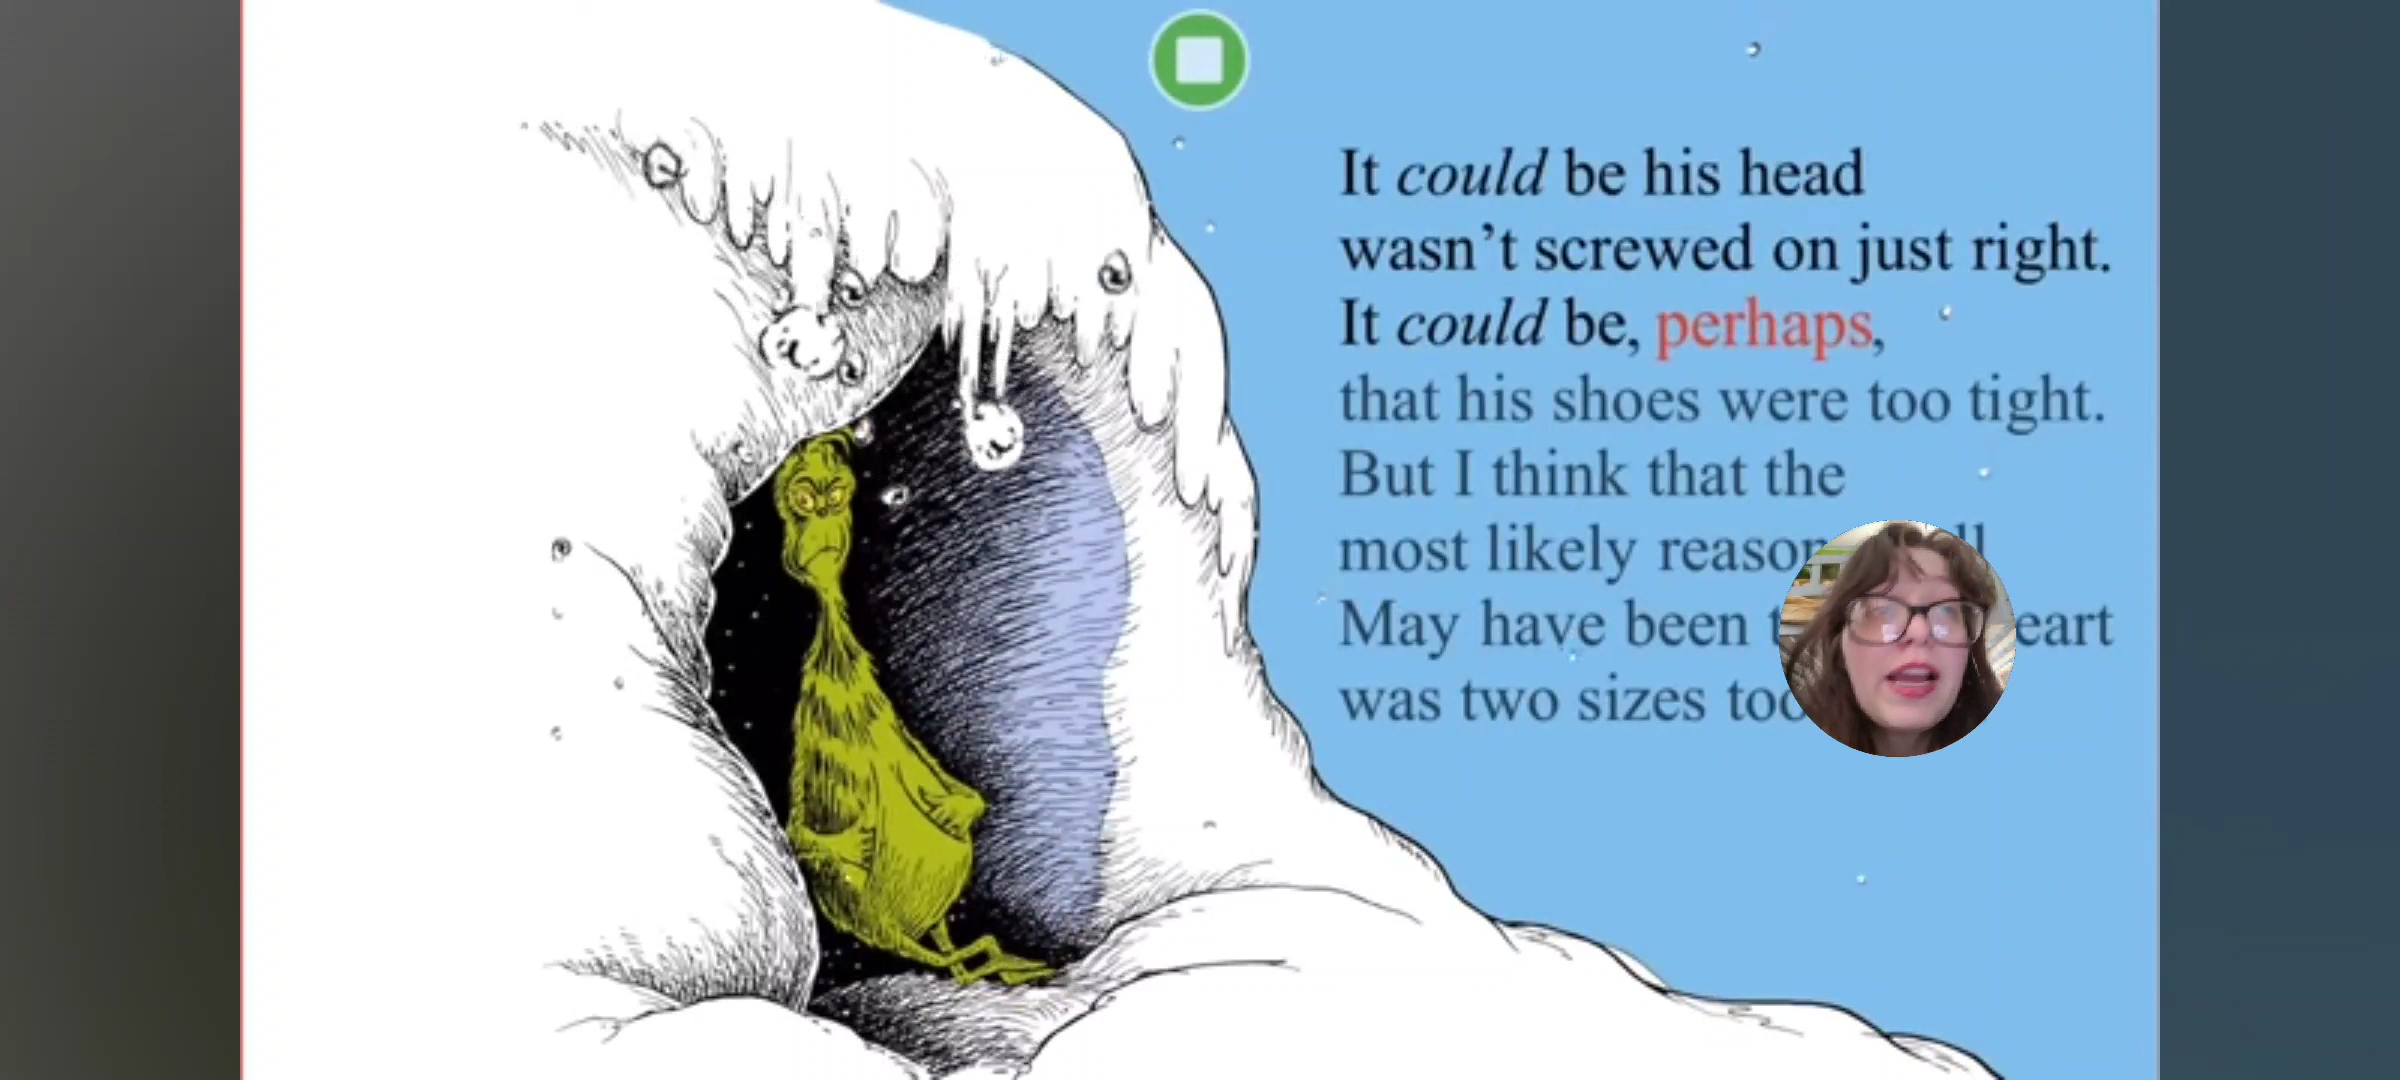 It could be his head
wasn't screwed on just right.
It could be, perhaps,
that his shoes were too tight.
But I think that the
most likely reason
May have been
was two sizes too